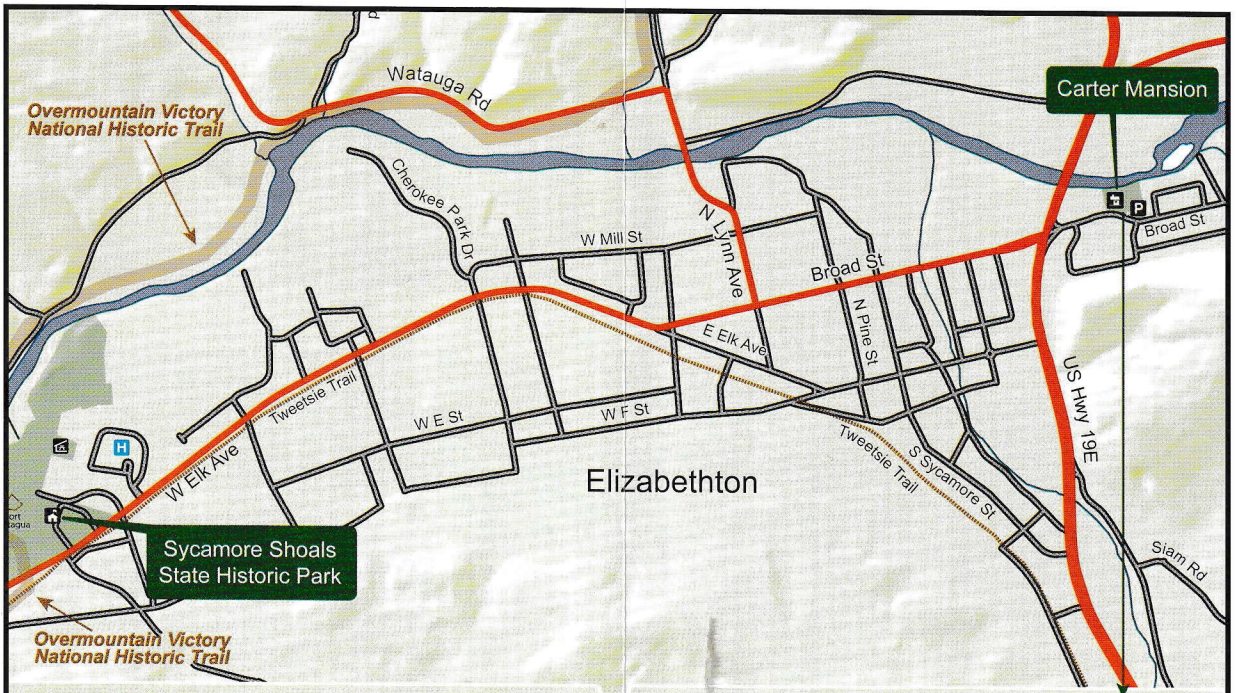 Watauga Rd
Carter Mansion
Overmountain Victory
National Historic Trail
Cherokee Park Dr
W Mill St
N Lynn Ave
Broad St
P
Broad St
N Pine St
E Elk Ave
US Hwy 19E
Tweetsie Trail
W E St
W F St
H
W Elk Ave
Elizabethton
Tweetsie Trail
S Sycamore St
Siam Rd
Sycamore Shoals
State Historic Park
Overmountain Victory
National Historic Trail